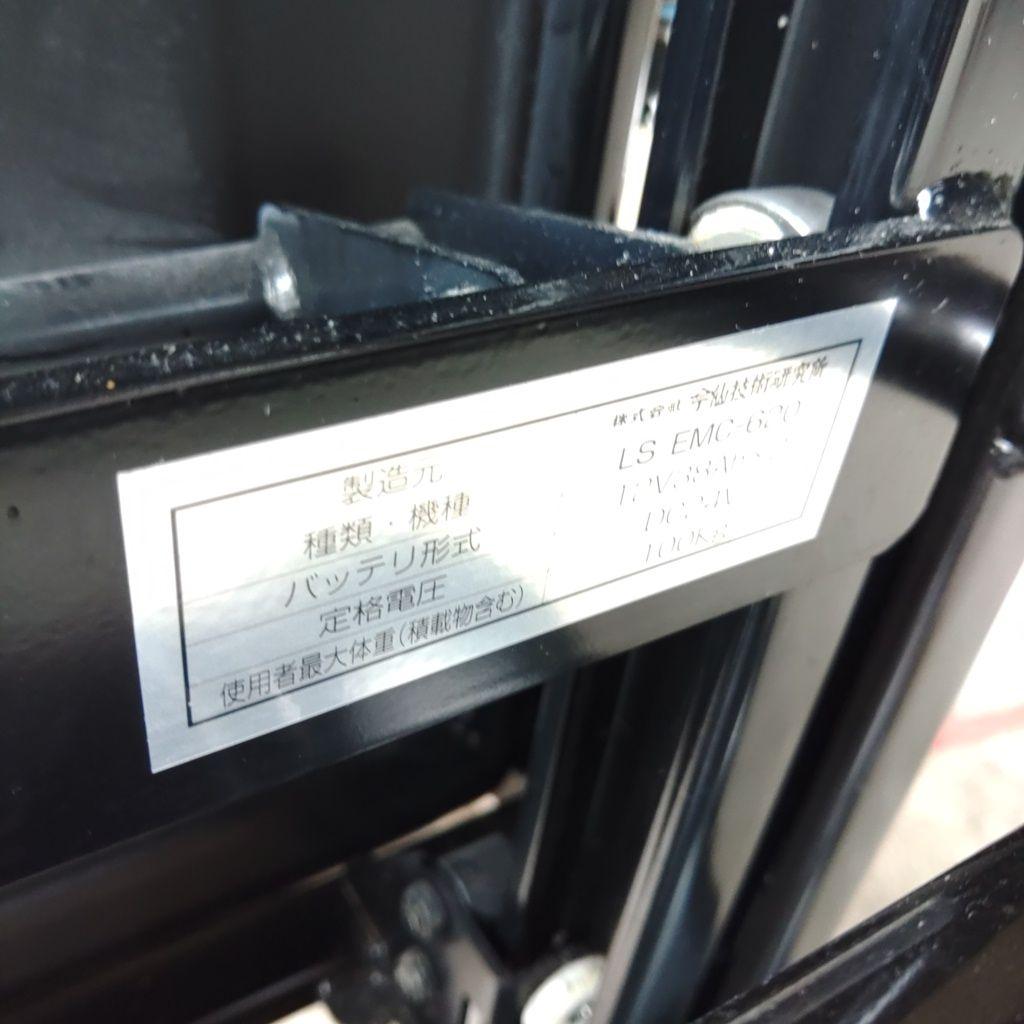 製造元 株式会社 今仙技術研究所
種類・機種 LS EMC-620
バッテリ形式
定格電圧 DC24V
使用者最大体重(積載物含む) 100Kg